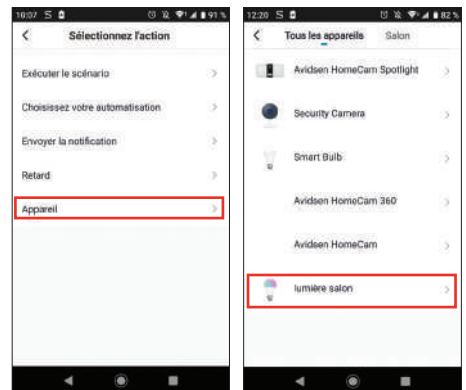 16:07 S 91 %
Sélectionnez l'action
Exécuter le scénario
Choisissez votre automatisation
Envoyer la notification
Retard
Appareil
12:20 S 82 %
Tous les appareils Salon
Avidsen HomeCam Spotlight
Security Camera
Smart Bulb
Avidsen HomeCam 360
Avidsen HomeCam
lumière salon